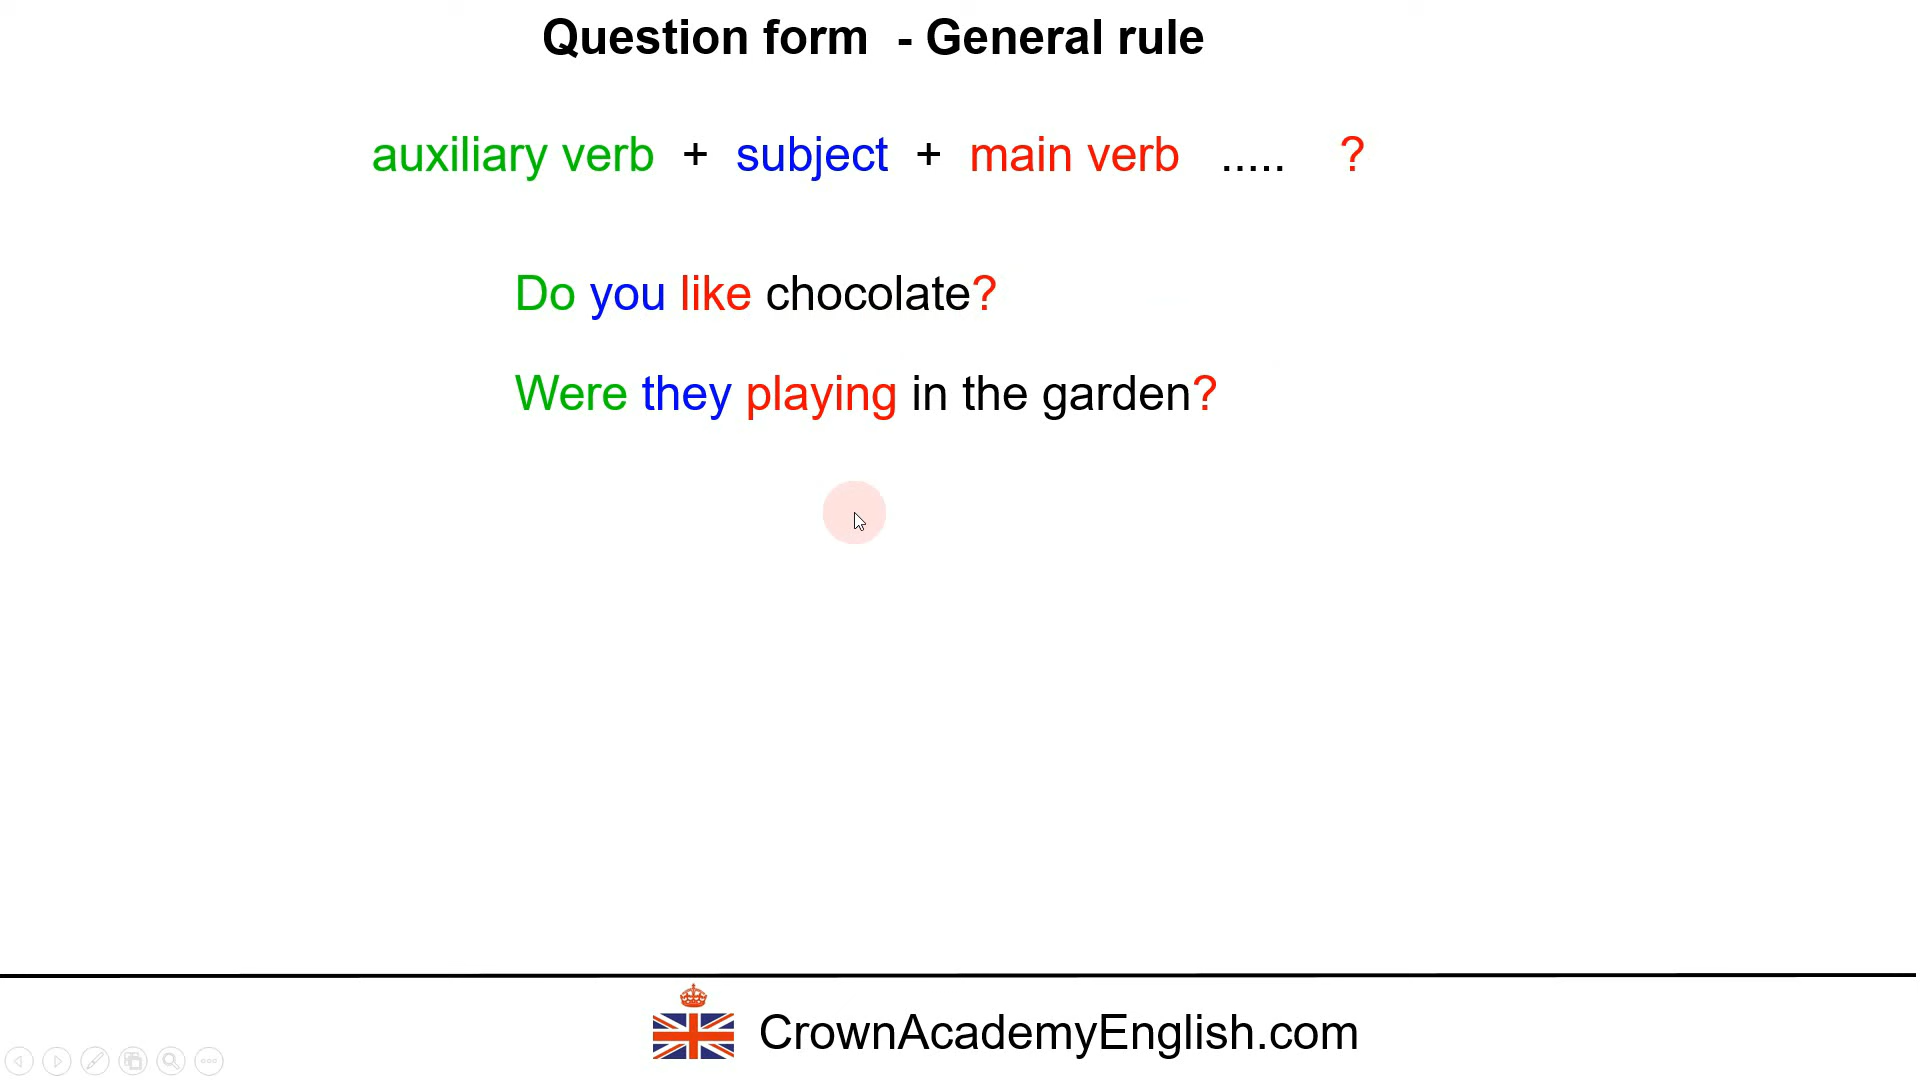 Question form  - General rule
auxiliary verb + subject + main verb ..... ?
Do you like chocolate?
Were they playing in the garden?
CrownAcademyEnglish.com